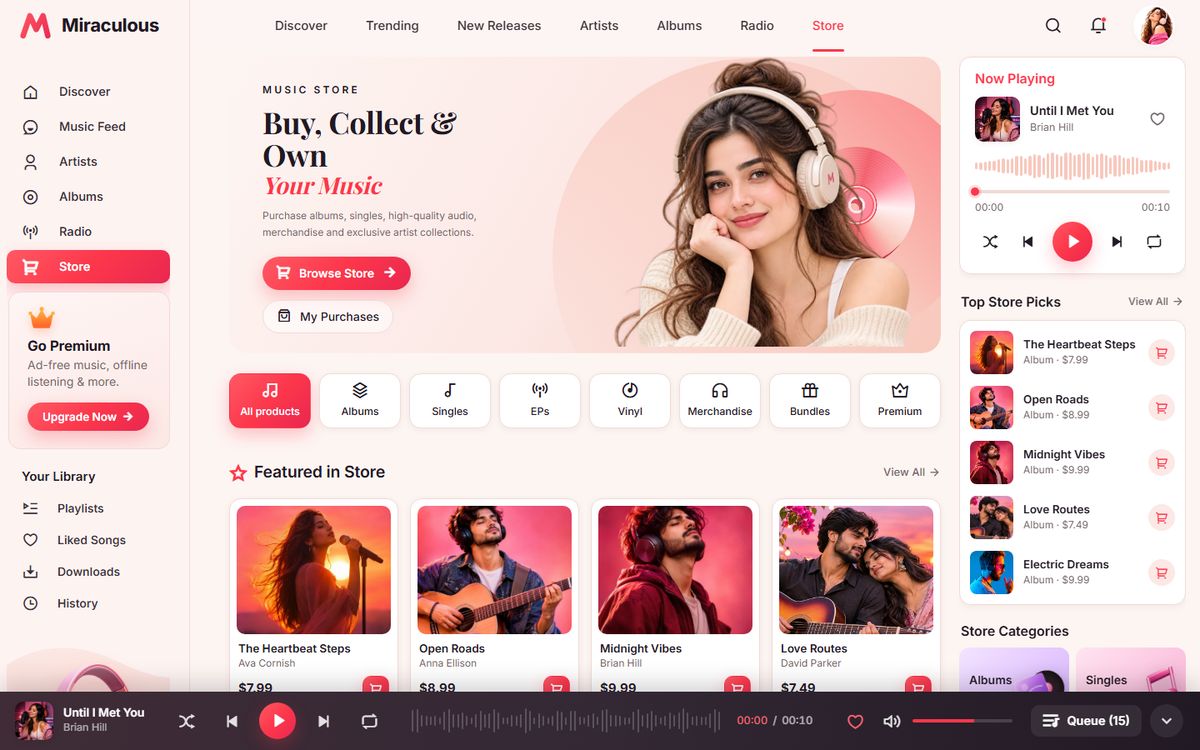 Miraculous
Discover
Trending
New Releases
Artists
Albums
Radio
Store
Discover
Music Feed
Artists
Albums
Radio
Store
Go Premium
Ad-free music, offline
listening & more.
Upgrade Now
Your Library
Playlists
Liked Songs
Downloads
History
MUSIC STORE
Buy, Collect &
Own
Your Music
Purchase albums, singles, high-quality audio,
merchandise and exclusive artist collections.
Browse Store
My Purchases
All products
Albums
Singles
EPs
Vinyl
Merchandise
Bundles
Premium
Featured in Store
View All
The Heartbeat Steps
Ava Cornish
$7.99
Open Roads
Anna Ellison
$8.99
Midnight Vibes
Brian Hill
$9.99
Love Routes
David Parker
$7.49
Now Playing
Until I Met You
Brian Hill
00:00
00:10
Top Store Picks
View All
The Heartbeat Steps
Album · $7.99
Open Roads
Album · $8.99
Midnight Vibes
Album · $9.99
Love Routes
Album · $7.49
Electric Dreams
Album · $9.99
Store Categories
Albums
Singles
Until I Met You
Brian Hill
00:00 / 00:10
Queue (15)